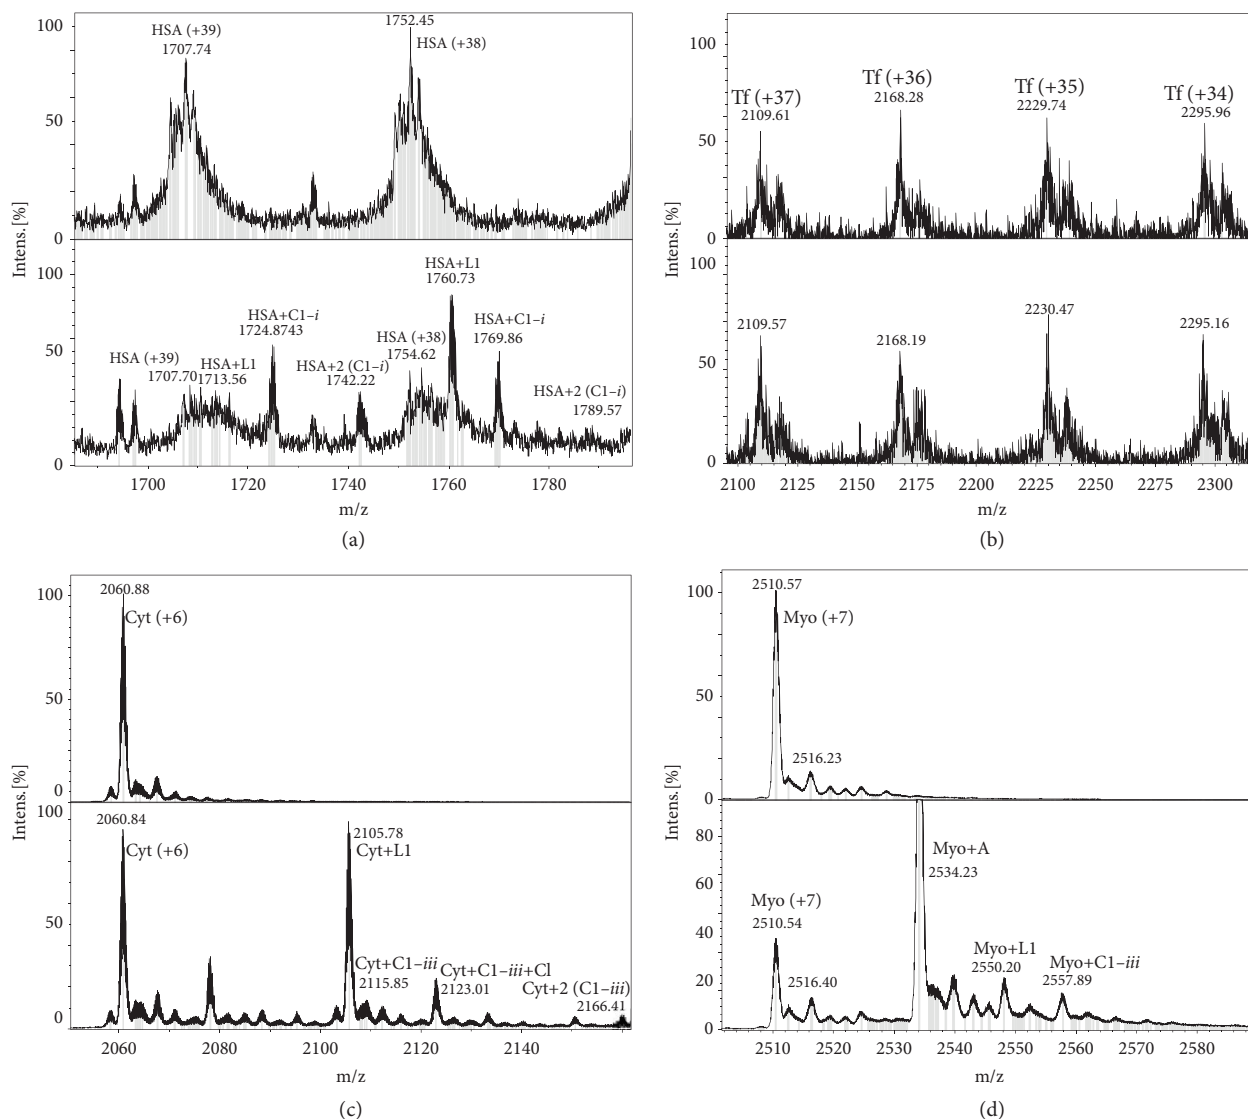 100
50
0
HSA (+39)
1707.74
1752.45
HSA (+38)
100
50
0
HSA (+39)
1707.70
HSA+L1
1713.56
HSA+C1–i
1724.8743
HSA+2 (C1–i)
1742.22
HSA (+38)
1754.62
HSA+L1
1760.73
HSA+C1–i
1769.86
HSA+2 (C1–i)
1789.57
Intens.[%]
1700 1720 1740 1760 1780
m/z
(a)
100
50
0
Tf (+37)
2109.61
Tf (+36)
2168.28
Tf (+35)
2229.74
Tf (+34)
2295.96
100
50
0
2109.57
2168.19
2230.47
2295.16
Intens.[%]
2100 2125 2150 2175 2200 2225 2250 2275 2300
m/z
(b)
100
50
0
2060.88
Cyt (+6)
100
50
0
2060.84
Cyt (+6)
2105.78
Cyt+L1
Cyt+C1–iii
2115.85
Cyt+C1–iii+Cl
2123.01
Cyt+2 (C1–iii)
2166.41
Intens.[%]
2060 2080 2100 2120 2140
m/z
(c)
100
50
0
2510.57
Myo (+7)
2516.23
80
60
40
20
0
Myo (+7)
2510.54
2516.40
Myo+A
2534.23
Myo+L1
2550.20
Myo+C1–iii
2557.89
Intens.[%]
2510 2520 2530 2540 2550 2560 2570 2580
m/z
(d)